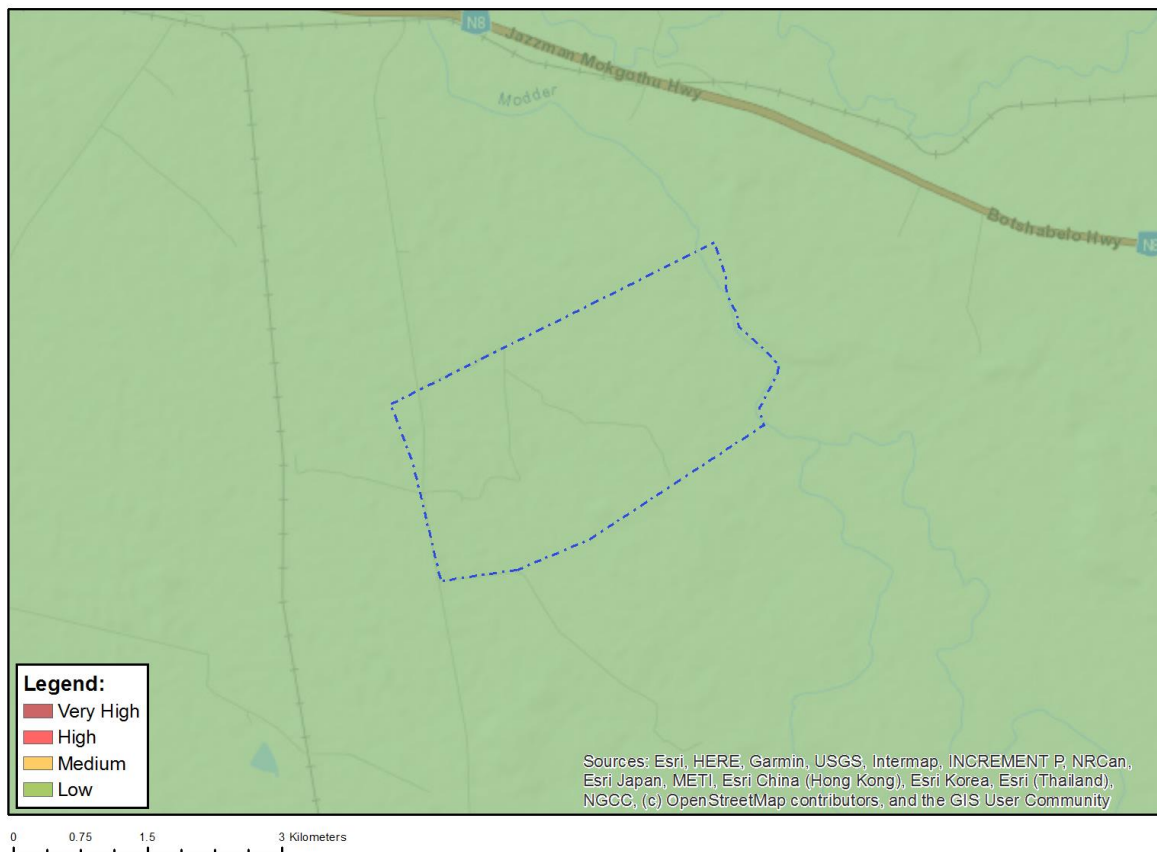 N8
Jazzman Mokgothu Hwy
Modder
Botshabelo Hwy
N8
Legend:
Very High
High
Medium
Low
Sources: Esri, HERE, Garmin, USGS, Intermap, INCREMENT P, NRCan,
Esri Japan, METI, Esri China (Hong Kong), Esri Korea, Esri (Thailand),
NGCC, (c) OpenStreetMap contributors, and the GIS User Community
0 0.75 1.5 3 Kilometers